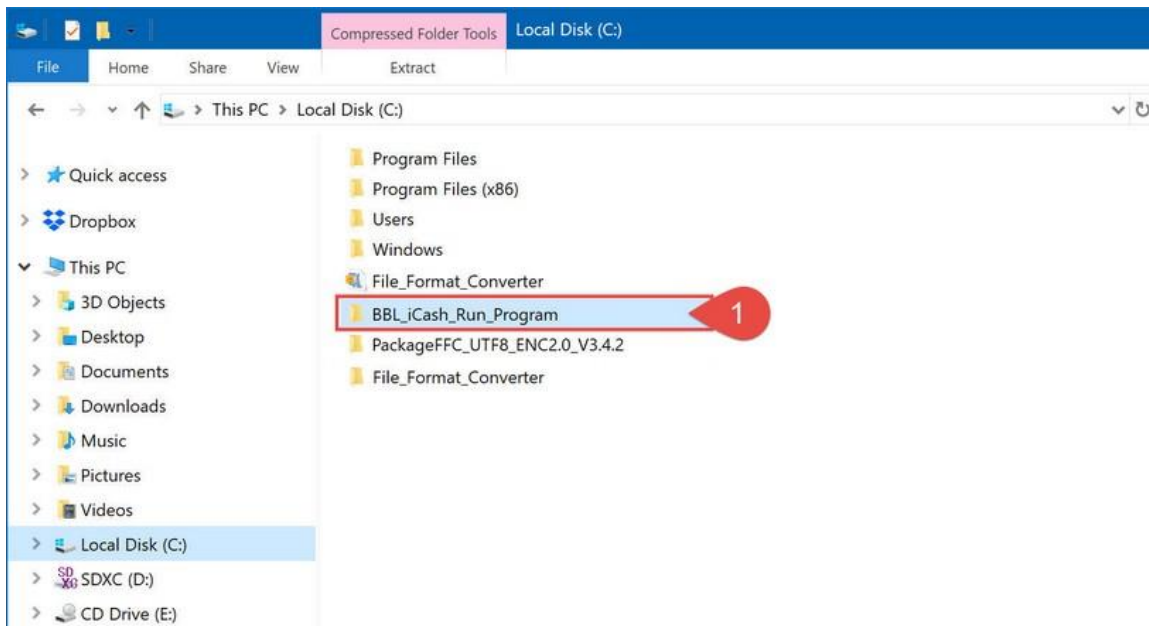 Compressed Folder Tools Local Disk (C:)
File Home Share View Extract
This PC > Local Disk (C:)
Quick access
Dropbox
This PC
3D Objects
Desktop
Documents
Downloads
Music
Pictures
Videos
Local Disk (C:)
SDXC (D:)
CD Drive (E:)
Program Files
Program Files (x86)
Users
Windows
File_Format_Converter
BBL_iCash_Run_Program 1
PackageFFC_UTF8_ENC2.0_V3.4.2
File_Format_Converter